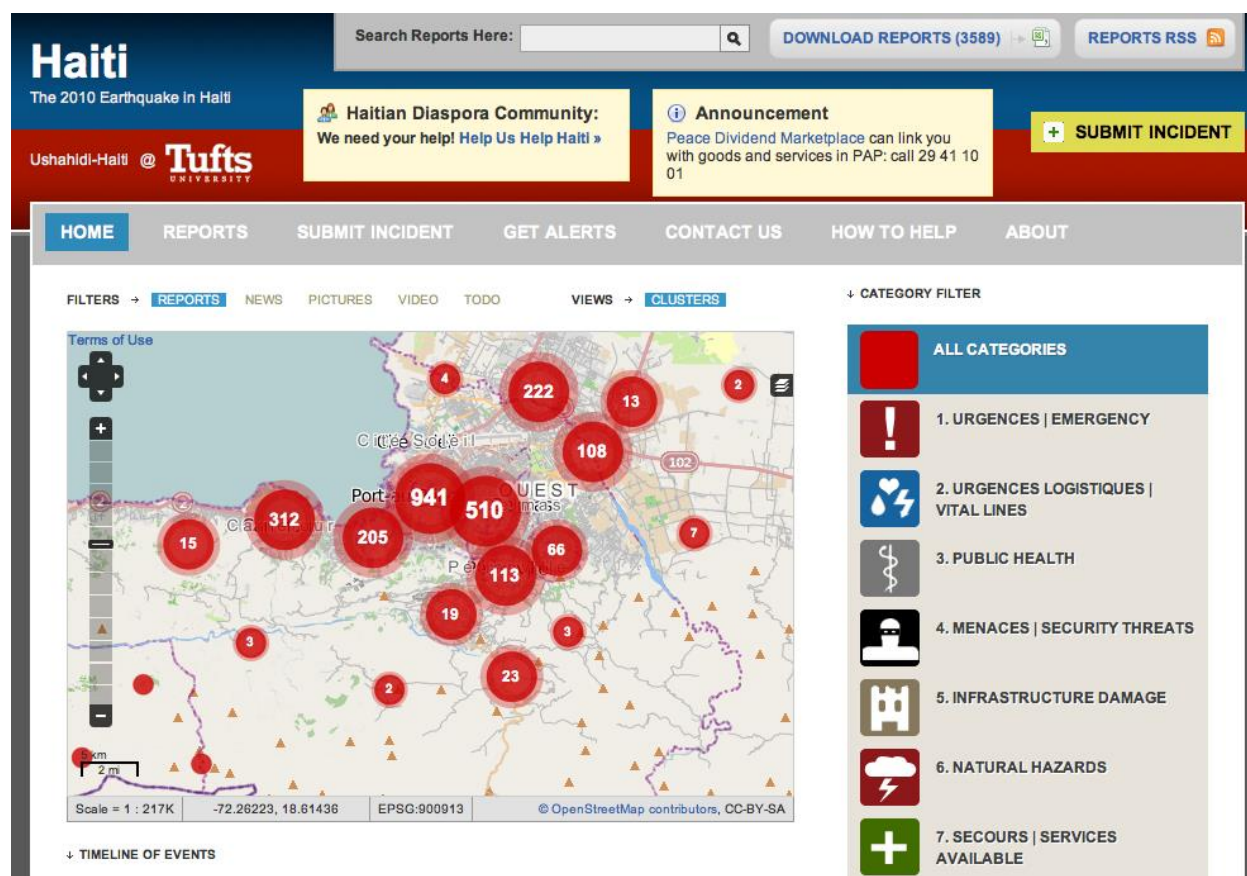 Haiti
The 2010 Earthquake in Haiti
Search Reports Here:
DOWNLOAD REPORTS (3589)
REPORTS RSS
Haitian Diaspora Community:
We need your help! Help Us Help Haiti »
Announcement
Peace Dividend Marketplace can link you
with goods and services in PAP: call 29 41 10
01
+ SUBMIT INCIDENT
Ushahidi-Haiti @ Tufts
UNIVERSITY
HOME REPORTS SUBMIT INCIDENT GET ALERTS CONTACT US HOW TO HELP ABOUT
FILTERS → REPORTS NEWS PICTURES VIDEO TODO VIEWS → CLUSTERS
↓ CATEGORY FILTER
Terms of Use
4
222
13
2
108
102
941
510
OUEST
Port-
312
205
15
66
7
113
19
3
3
23
2
5 km
2 mi
Scale = 1 : 217K
-72.26223, 18.61436
EPSG:900913
© OpenStreetMap contributors, CC-BY-SA
ALL CATEGORIES
1. URGENCES | EMERGENCY
2. URGENCES LOGISTIQUES |
VITAL LINES
3. PUBLIC HEALTH
4. MENACES | SECURITY THREATS
5. INFRASTRUCTURE DAMAGE
6. NATURAL HAZARDS
7. SECOURS | SERVICES
AVAILABLE
↓ TIMELINE OF EVENTS